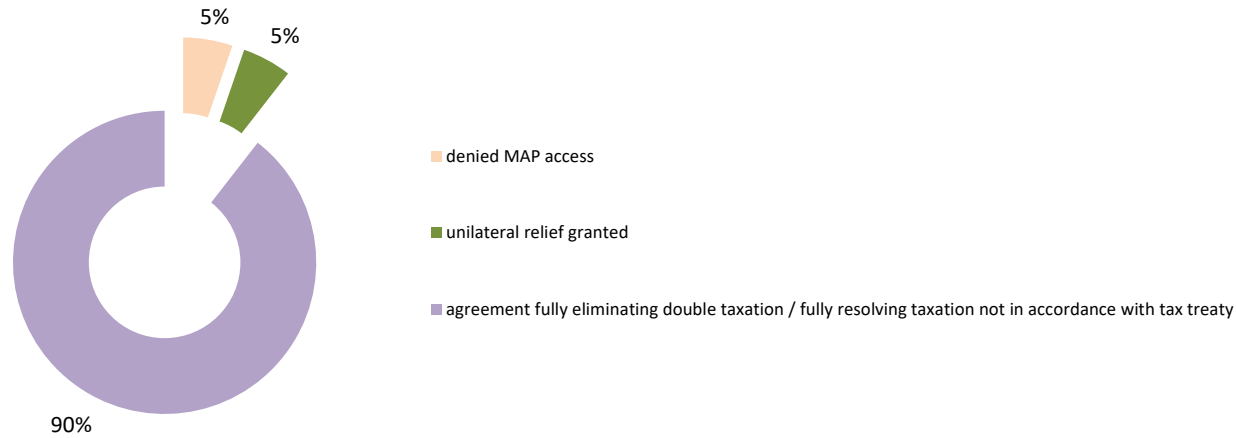 5%
5%
denied MAP access
unilateral relief granted
agreement fully eliminating double taxation / fully resolving taxation not in accordance with tax treaty
90%